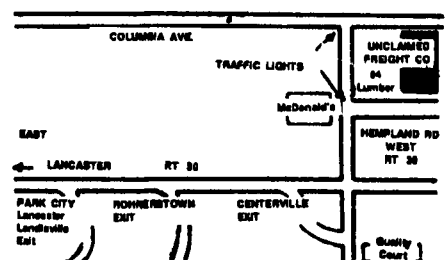 COLUMBIA AVE.
UNCLAIMED
FREIGHT CO
84
Lumber
TRAFFIC LIGHTS
McDonald's
EAST
HEMPLAND RD
WEST
RT 30
LANCASTER RT 30
PARK CITY
Lancaster
Landisville
Exit
ROHRERSTOWN
EXIT
CENTERVILLE
EXIT
Quality
Court